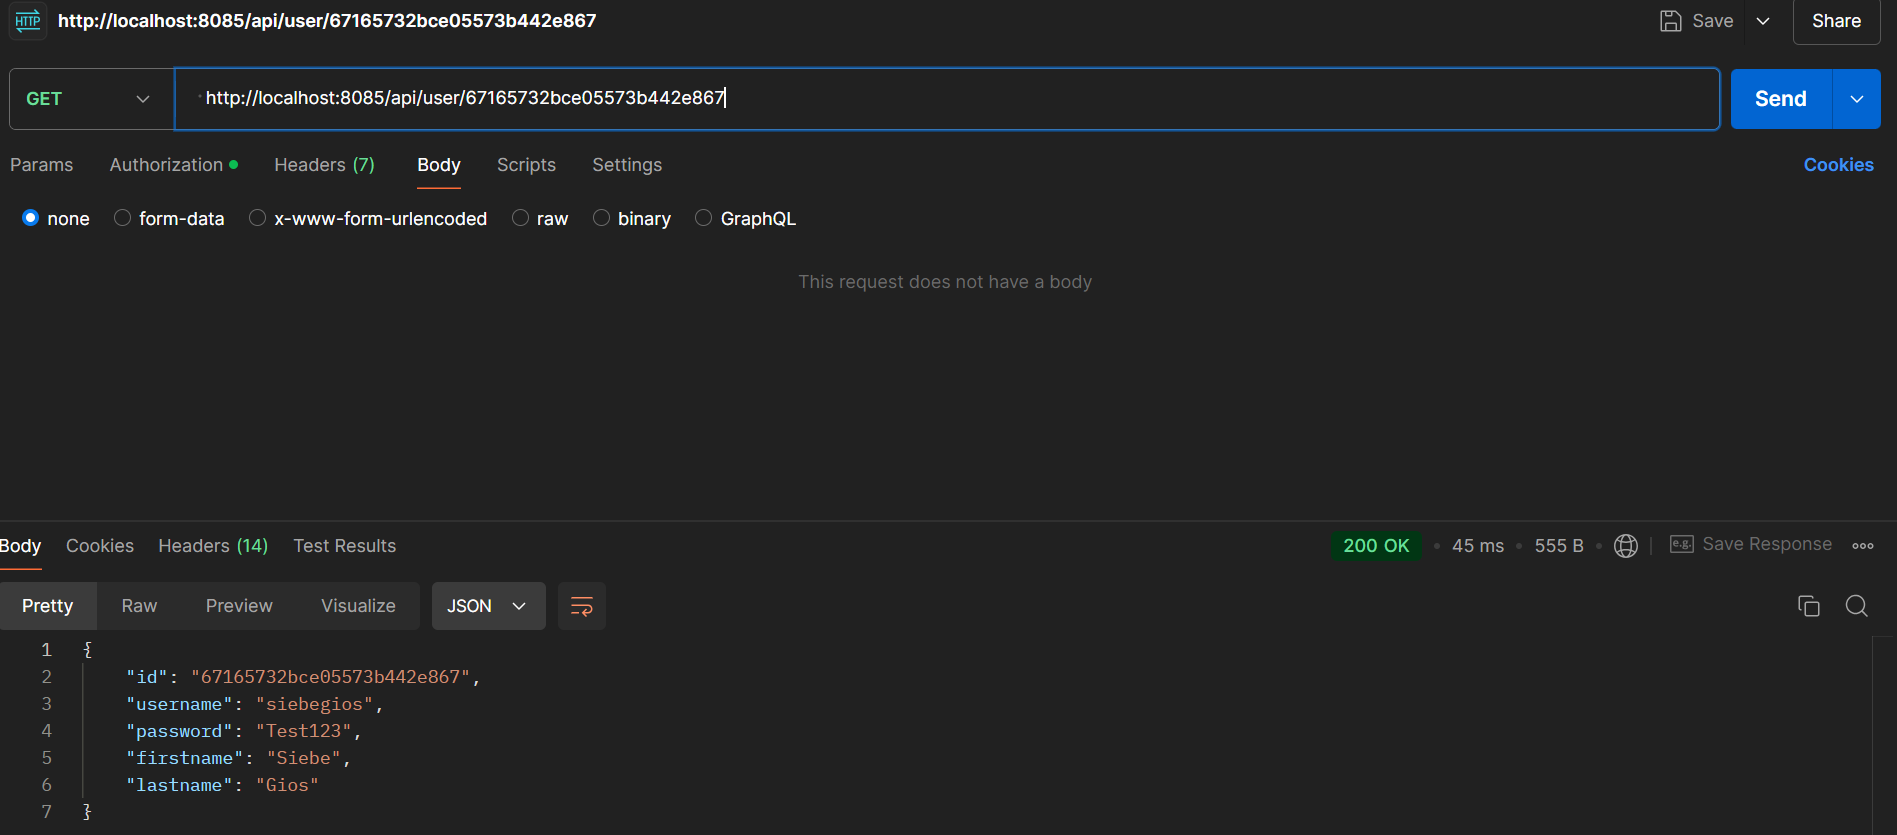 HTTP http://localhost:8085/api/user/67165732bce05573b442e867 Save Share
GET http://localhost:8085/api/user/67165732bce05573b442e867 Send
Params Authorization Headers (7) Body Scripts Settings Cookies
none form-data x-www-form-urlencoded raw binary GraphQL
This request does not have a body
Body Cookies Headers (14) Test Results 200 OK • 45 ms • 555 B • e.g. Save Response
Pretty Raw Preview Visualize JSON
1 {
2 "id": "67165732bce05573b442e867",
3 "username": "siebegios",
4 "password": "Test123",
5 "firstname": "Siebe",
6 "lastname": "Gios"
7 }